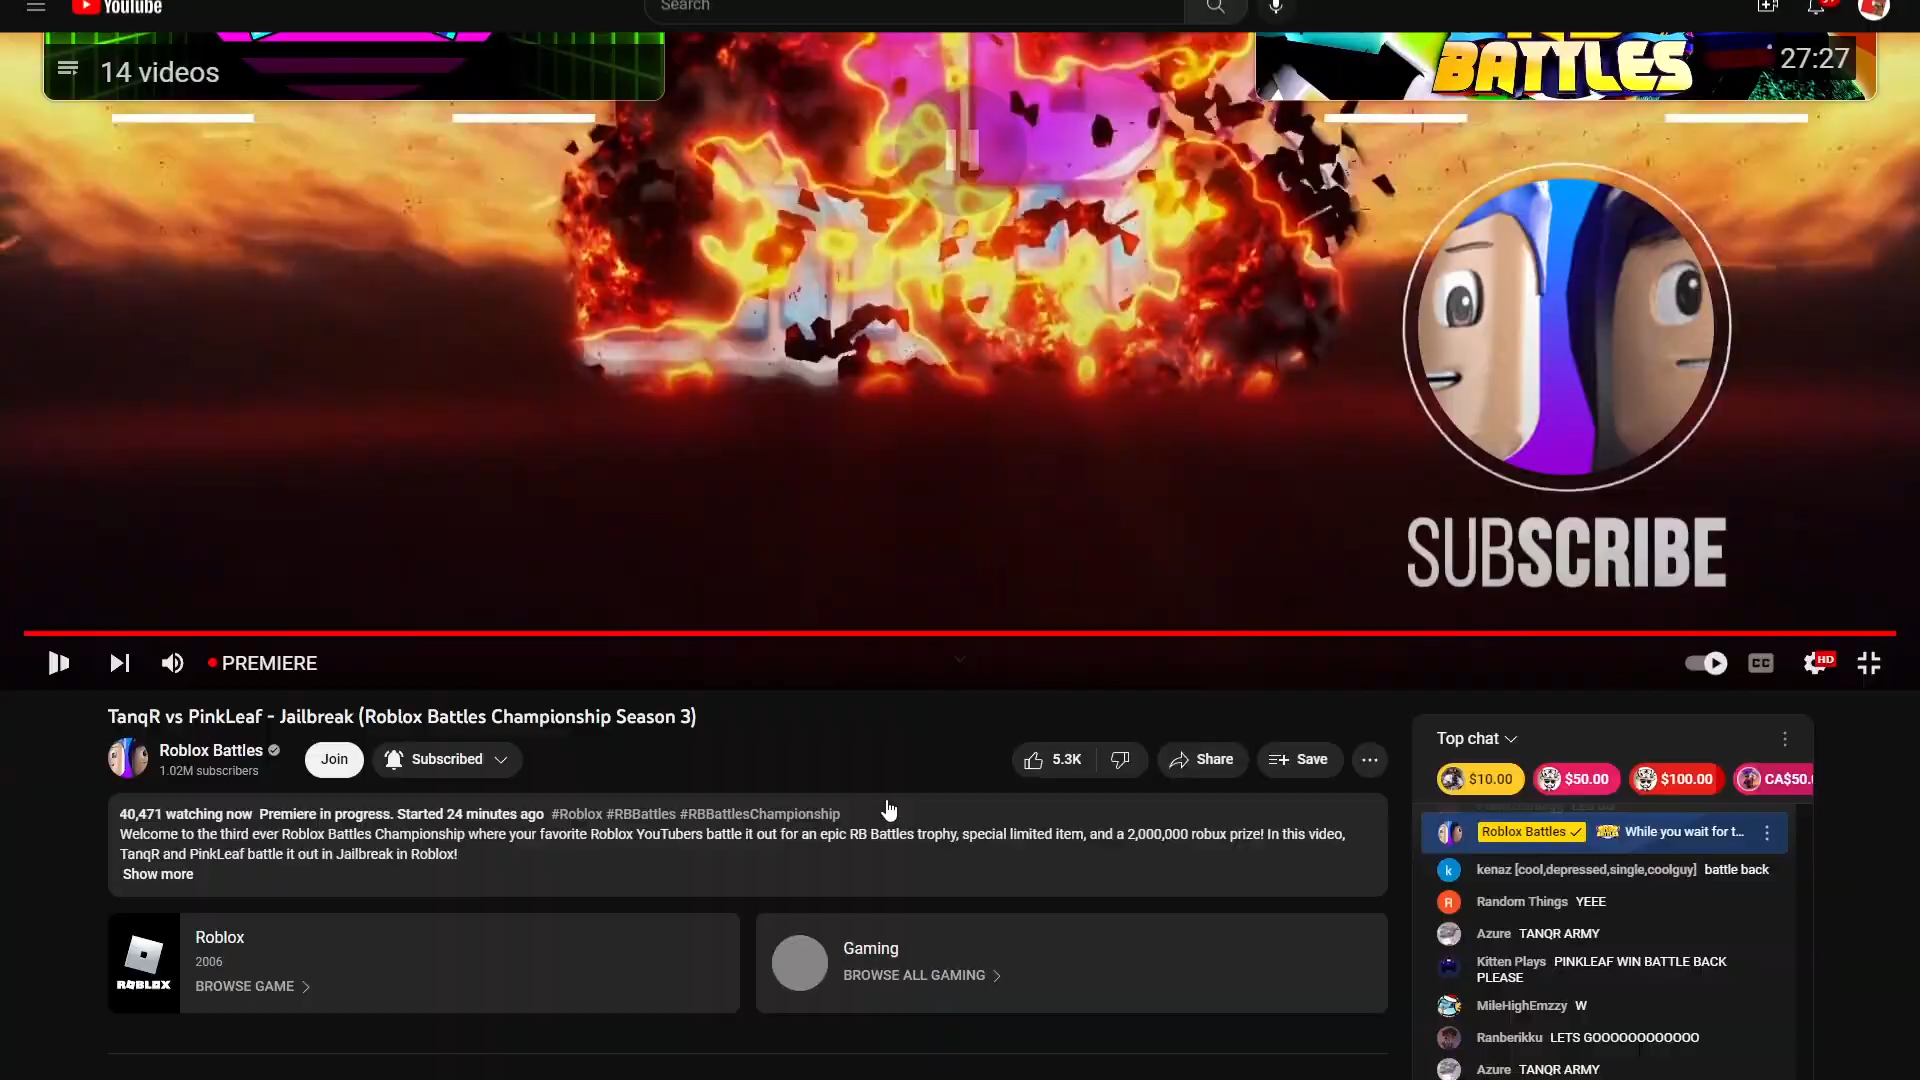 YouTube
Search
9+
14 videos
BATTLES
27:27
SUBSCRIBE
PREMIERE
CC
HD
TanqR vs PinkLeaf - Jailbreak (Roblox Battles Championship Season 3)
Roblox Battles
1.02M subscribers
Join
Subscribed
5.3K
Share
Save
40,471 watching now Premiere in progress. Started 24 minutes ago #Roblox #RBBattles #RBBattlesChampionship
Welcome to the third ever Roblox Battles Championship where your favorite Roblox YouTubers battle it out for an epic RB Battles trophy, special limited item, and a 2,000,000 robux prize! In this video,
TanqR and PinkLeaf battle it out in Jailbreak in Roblox!
Show more
ROBLOX
Roblox
2006
BROWSE GAME
Gaming
BROWSE ALL GAMING
Top chat
$10.00
$50.00
$100.00
CA$50.
Roblox Battles While you wait for t...
k kenaz [cool,depressed,single,coolguy] battle back
R Random Things YEEE
Azure TANQR ARMY
Kitten Plays PINKLEAF WIN BATTLE BACK
PLEASE
MileHighEmzzy W
Ranberikku LETS GOOOOOOOOOOOO
Azure TANQR ARMY